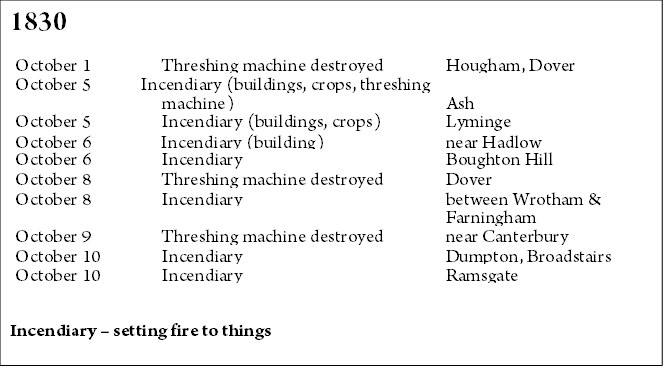 1830
October 1 Threshing machine destroyed Hougham, Dover
October 5 Incendiary (buildings, crops, threshing
machine) Ash
October 5 Incendiary (buildings, crops) Lyminge
October 6 Incendiary (building) near Hadlow
October 6 Incendiary Boughton Hill
October 8 Threshing machine destroyed Dover
October 8 Incendiary between Wrotham &
Farningham
October 9 Threshing machine destroyed near Canterbury
October 10 Incendiary Dumpton, Broadstairs
October 10 Incendiary Ramsgate
Incendiary – setting fire to things